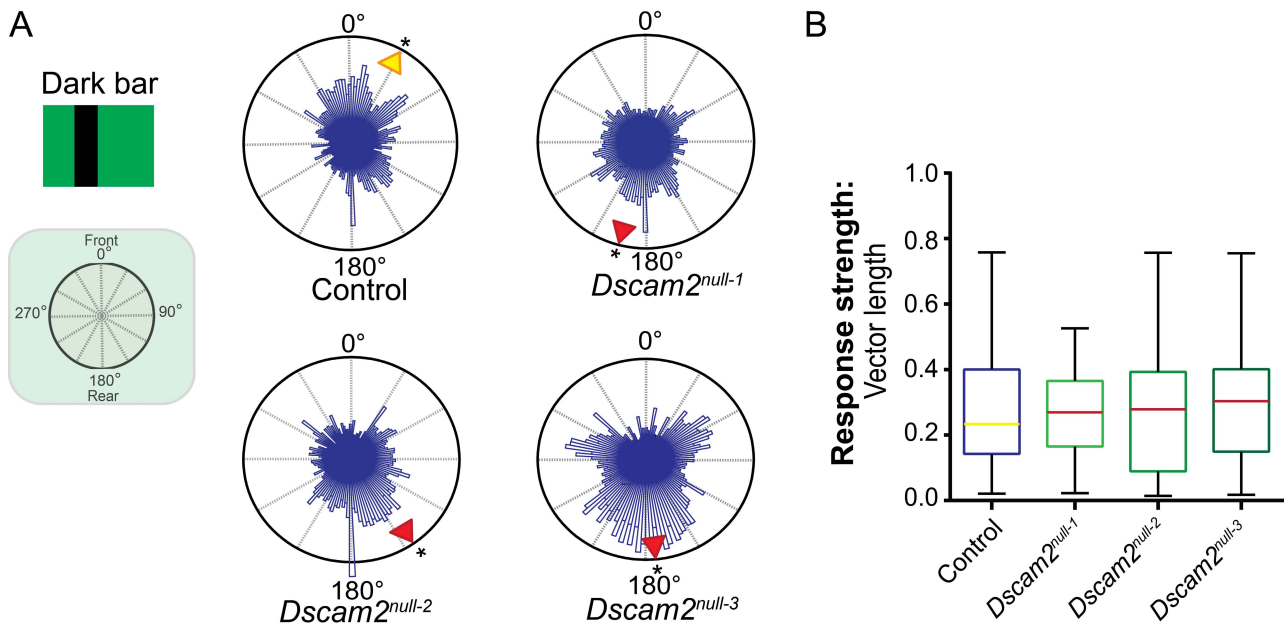 A
Dark bar
Front
0°
270°
90°
180°
Rear
0°
*
180°
Control
0°
*
180°
Dscam2null-1
0°
*
180°
Dscam2null-2
0°
*
180°
Dscam2null-3
B
Response strength:
Vector length
1.0
0.8
0.6
0.4
0.2
0.0
Control
Dscam2null-1
Dscam2null-2
Dscam2null-3